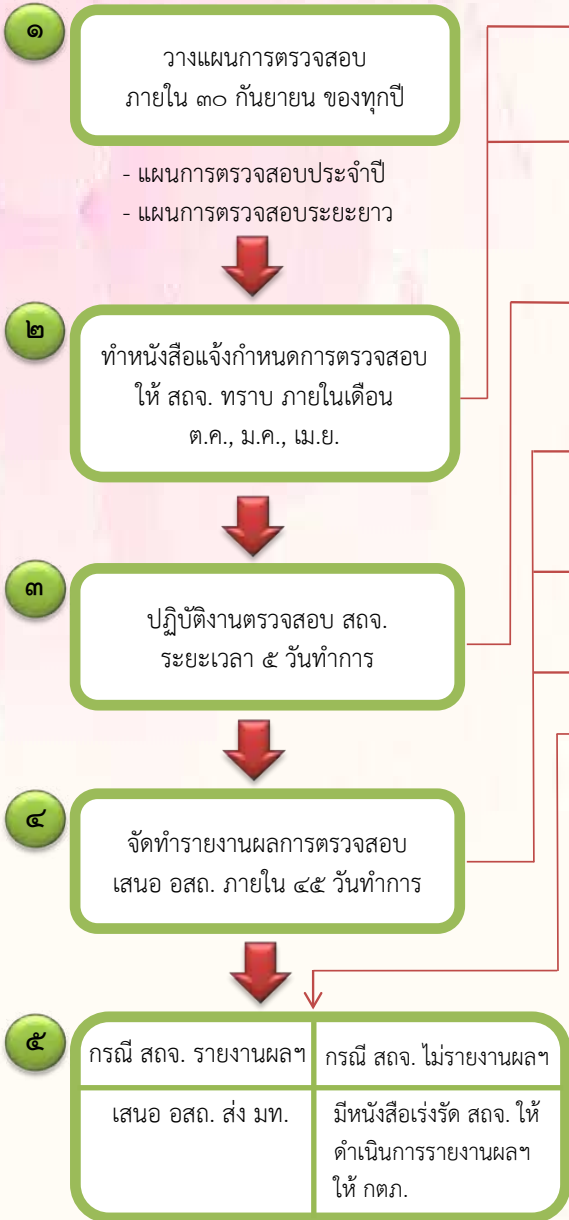 ๑
วางแผนการตรวจสอบ
ภายใน ๓๐ กันยายน ของทุกปี
- แผนการตรวจสอบประจำปี
- แผนการตรวจสอบระยะยาว
๒
ทำหนังสือแจ้งกำหนดการตรวจสอบ
ให้ สถจ. ทราบ ภายในเดือน
ต.ค., ม.ค., เม.ย.
๓
ปฏิบัติงานตรวจสอบ สถจ.
ระยะเวลา ๕ วันทำการ
๔
จัดทำรายงานผลการตรวจสอบ
เสนอ อสถ. ภายใน ๔๕ วันทำการ
๕
กรณี สถจ. รายงานผลฯ
เสนอ อสถ. ส่ง มท.
กรณี สถจ. ไม่รายงานผลฯ
มีหนังสือเร่งรัด สถจ. ให้
ดำเนินการรายงานผลฯ
ให้ กตภ.